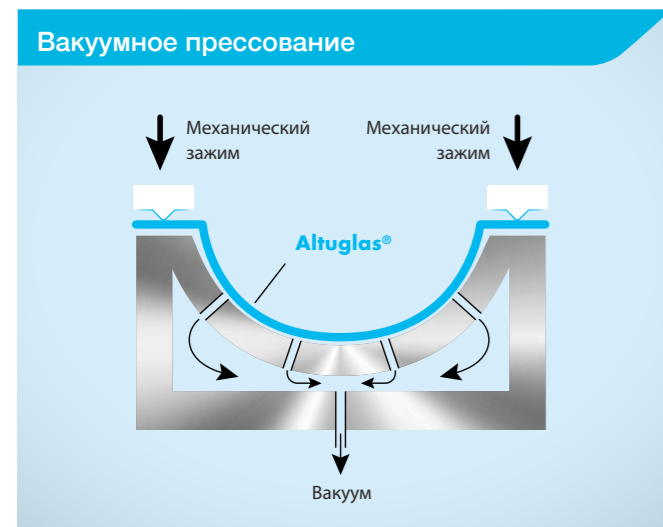 Вакуумное прессование
Механический
зажим
Механический
зажим
Altuglas®
Вакуум